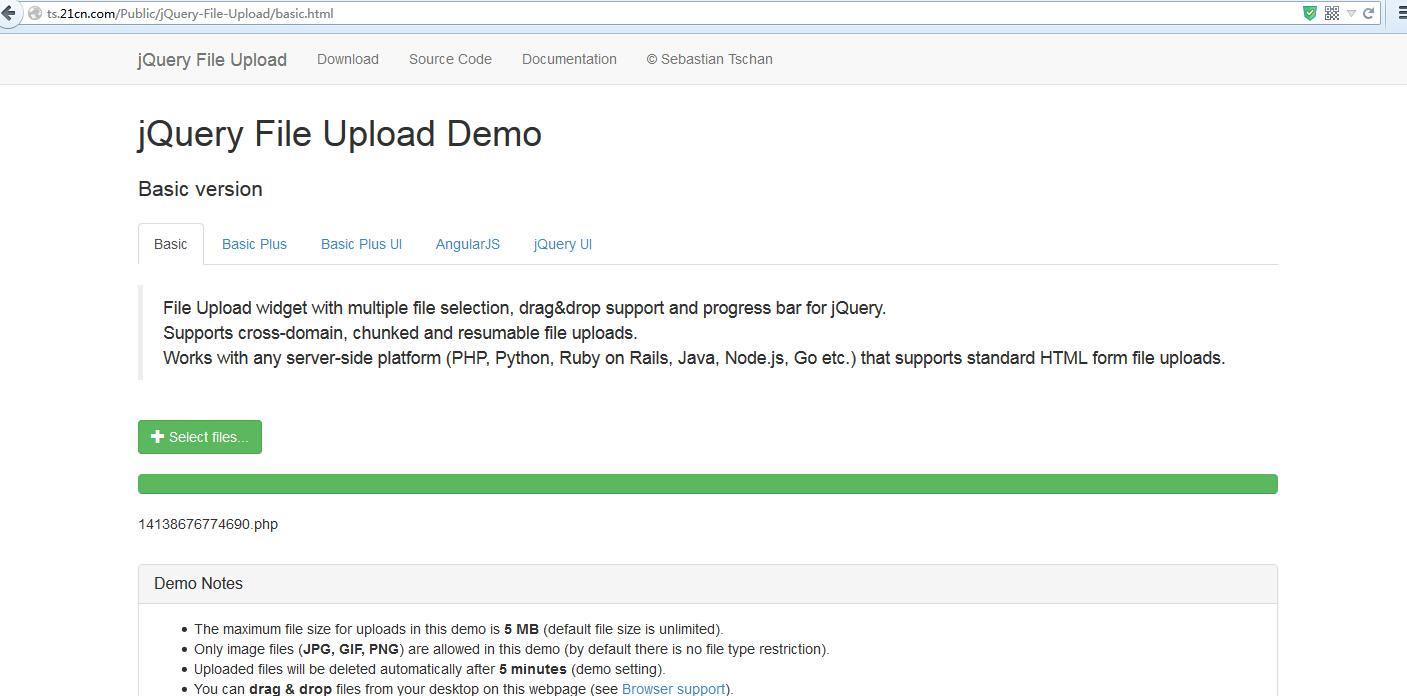 ts.21cn.com/Public/jQuery-File-Upload/basic.html
jQuery File Upload Download Source Code Documentation © Sebastian Tschan
jQuery File Upload Demo
Basic version
Basic Basic Plus Basic Plus UI AngularJS jQuery UI
File Upload widget with multiple file selection, drag&drop support and progress bar for jQuery.
Supports cross-domain, chunked and resumable file uploads.
Works with any server-side platform (PHP, Python, Ruby on Rails, Java, Node.js, Go etc.) that supports standard HTML form file uploads.
Select files...
14138676774690.php
Demo Notes
• The maximum file size for uploads in this demo is 5 MB (default file size is unlimited).
• Only image files (JPG, GIF, PNG) are allowed in this demo (by default there is no file type restriction).
• Uploaded files will be deleted automatically after 5 minutes (demo setting).
• You can drag & drop files from your desktop on this webpage (see Browser support).